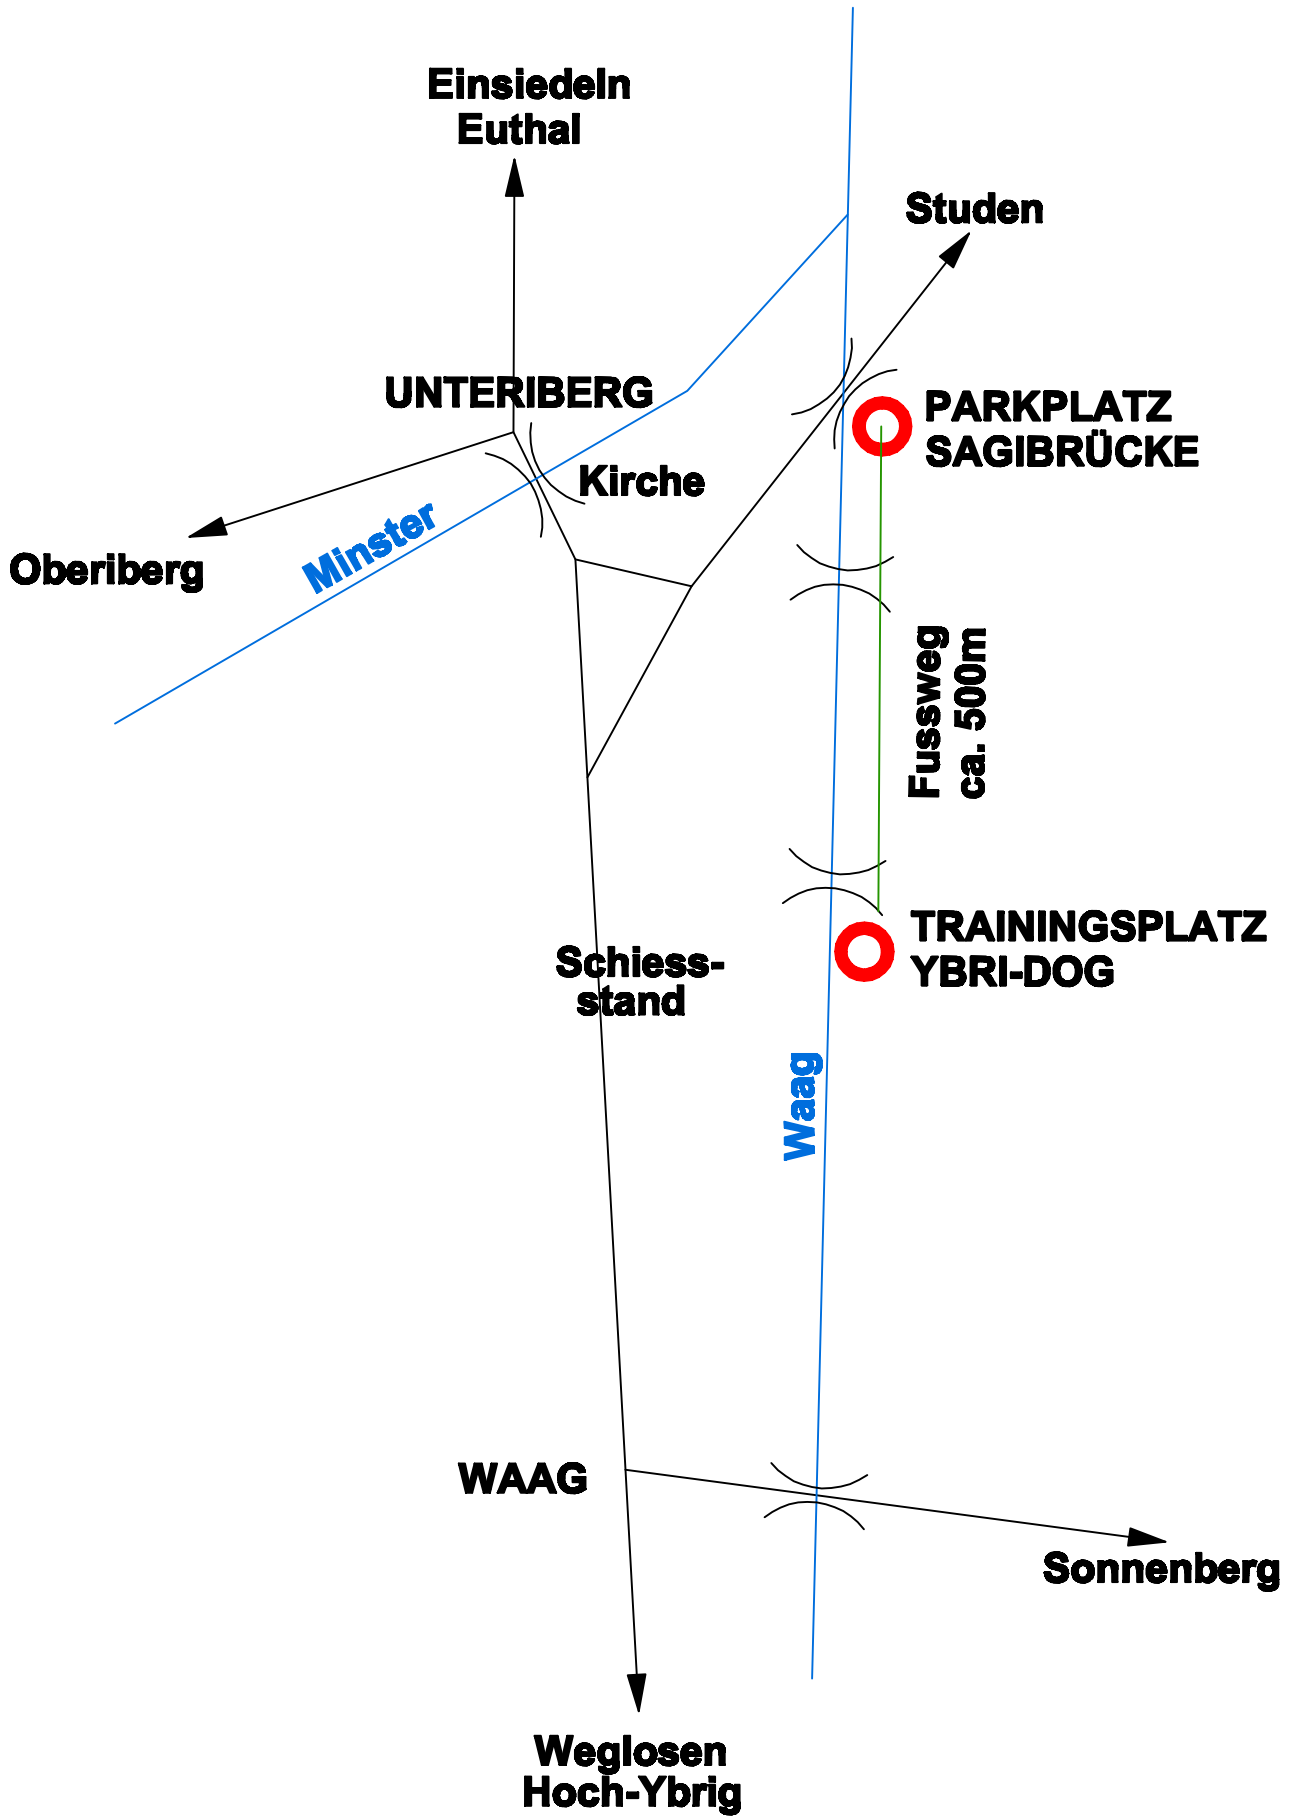 Einsiedeln
Euthal
Studen
UNTERIBERG
PARKPLATZ
SAGIBRÜCKE
Kirche
Minster
Oberiberg
Fussweg
ca. 500m
TRAININGSPLATZ
YBRI-DOG
Schiess-
stand
Waag
WAAG
Sonnenberg
Weglosen
Hoch-Ybrig